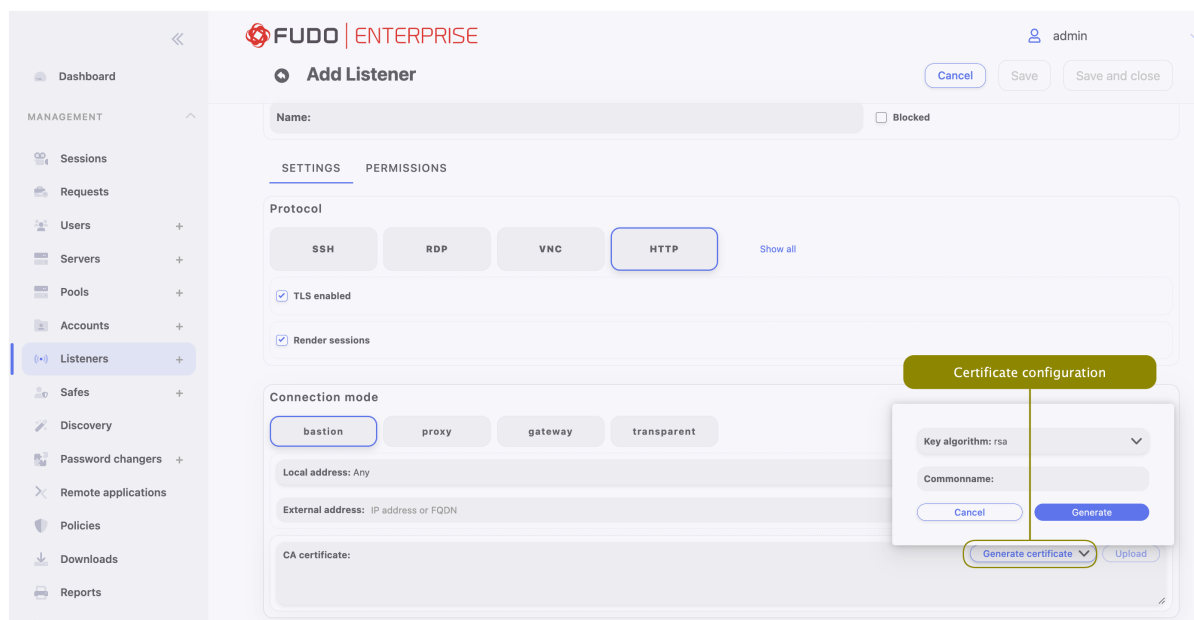 FUDO ENTERPRISE
admin
Dashboard
Add Listener
Cancel
Save
Save and close
MANAGEMENT
Name:
Blocked
Sessions
SETTINGS
PERMISSIONS
Requests
Protocol
Users +
SSH
RDP
VNC
HTTP
Show all
Servers +
Pools +
TLS enabled
Accounts +
Render sessions
Listeners +
Certificate configuration
Safes +
Connection mode
Discovery
bastion
proxy
gateway
transparent
Key algorithm: rsa
Password changers +
Local address: Any
Commonname:
Remote applications
External address: IP address or FQDN
Cancel
Generate
Policies
CA certificate:
Generate certificate
Upload
Downloads
Reports